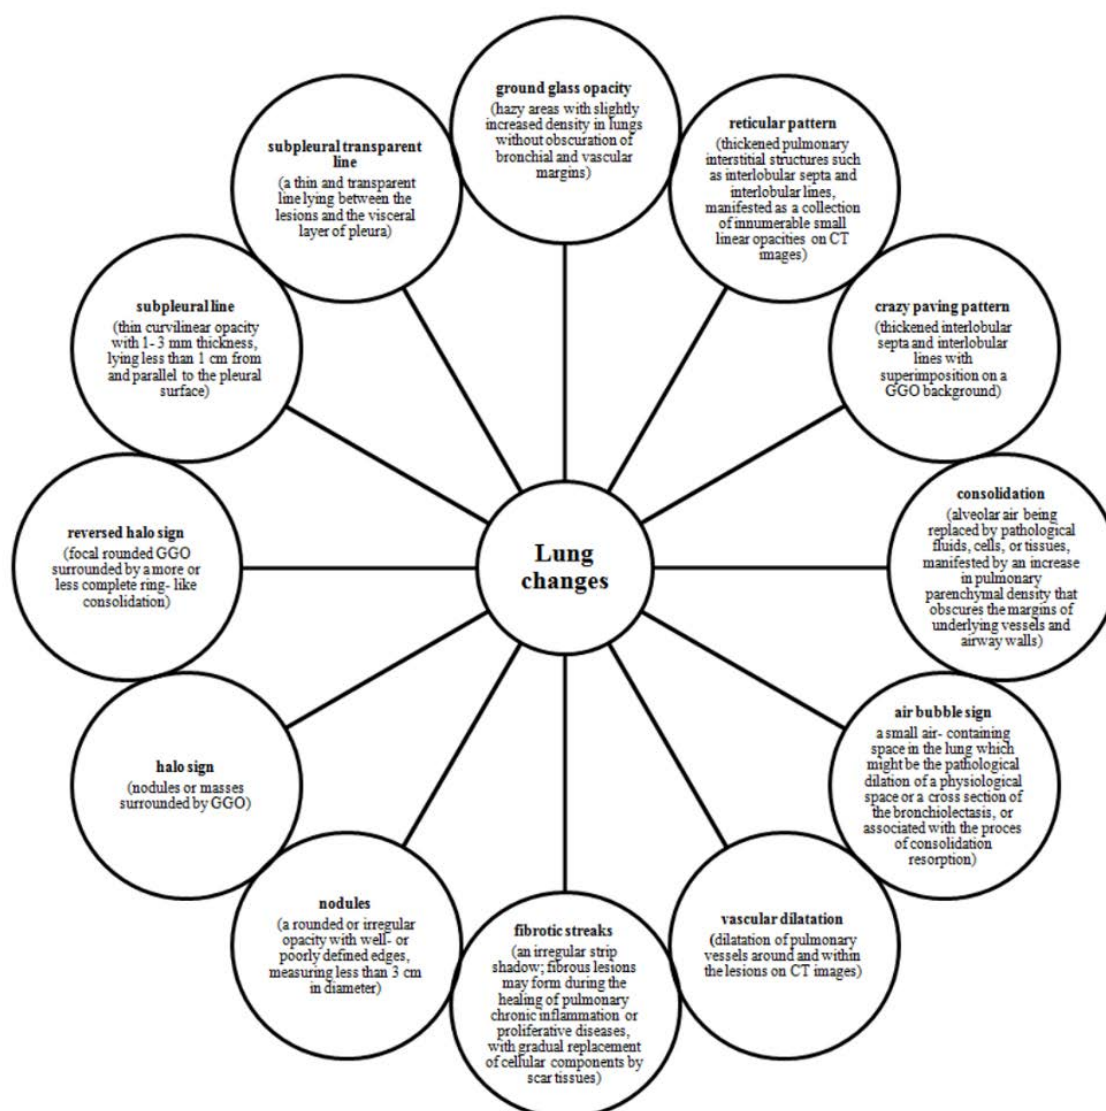 ground glass opacity
(hazy areas with slightly
increased density in lungs
without obscuration of
bronchial and vascular
margins)
reticular pattern
(thickened pulmonary
interstitial structures such
as interlobular septa and
interlobular lines,
manifested as a collection
of innumerable small
linear opacities on CT
images)
crazy paving pattern
(thickened interlobular
septa and interlobular
lines with
superimposition on a
GGO background)
consolidation
(alveolar air being
replaced by pathological
fluids, cells, or tissues,
manifested by an increase
in pulmonary
parenchymal density that
obscures the margins of
underlying vessels and
airway walls)
air bubble sign
a small air- containing
space in the lung which
might be the pathological
dilation of a physiological
space or a cross section of
the bronchiolectasis, or
associated with the proces
of consolidation
resorption)
vascular dilatation
(dilatation of pulmonary
vessels around and within
the lesions on CT images)
fibrotic streaks
(an irregular strip
shadow; fibrous lesions
may form during the
healing of pulmonary
chronic inflammation or
proliferative diseases,
with gradual replacement
of cellular components by
scar tissues)
nodules
(a rounded or irregular
opacity with well- or
poorly defined edges,
measuring less than 3 cm
in diameter)
halo sign
(nodules or masses
surrounded by GGO)
reversed halo sign
(focal rounded GGO
surrounded by a more or
less complete ring- like
consolidation)
subpleural line
(thin curvilinear opacity
with 1- 3 mm thickness,
lying less than 1 cm from
and parallel to the pleural
surface)
subpleural transparent
line
(a thin and transparent
line lying between the
lesions and the visceral
layer of pleura)
Lung
changes